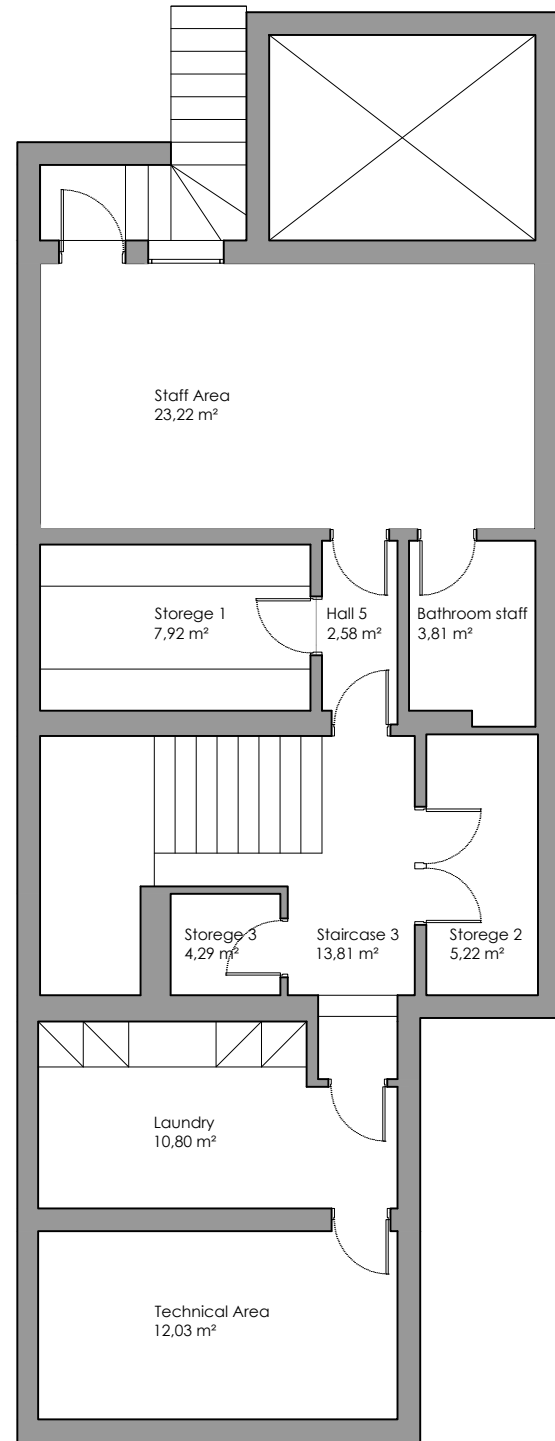 Staff Area
23,22 m²
Storege 1
7,92 m²
Hall 5
2,58 m²
Bathroom staff
3,81 m²
Storege 3
4,29 m²
Staircase 3
13,81 m²
Storege 2
5,22 m²
Laundry
10,80 m²
Technical Area
12,03 m²